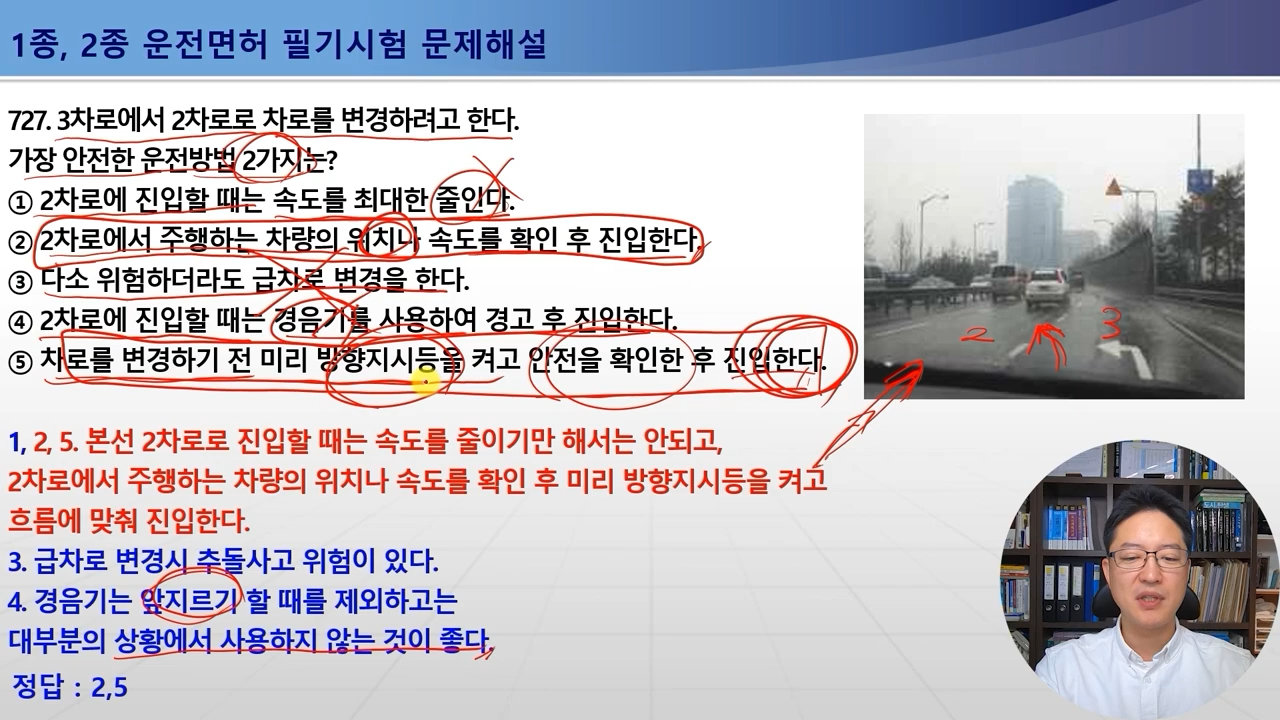 1종, 2종 운전면허 필기시험 문제해설
727. 3차로에서 2차로로 차로를 변경하려고 한다.
가장 안전한 운전방법 2가지는?
① 2차로에 진입할 때는 속도를 최대한 줄인다.
② 2차로에서 주행하는 차량의 위치나 속도를 확인 후 진입한다.
③ 다소 위험하더라도 급차로 변경을 한다.
④ 2차로에 진입할 때는 경음기를 사용하여 경고 후 진입한다.
⑤ 차로를 변경하기 전 미리 방향지시등을 켜고 안전을 확인한 후 진입한다.
2 3
1, 2, 5. 본선 2차로로 진입할 때는 속도를 줄이기만 해서는 안되고,
2차로에서 주행하는 차량의 위치나 속도를 확인 후 미리 방향지시등을 켜고
흐름에 맞춰 진입한다.
3. 급차로 변경시 추돌사고 위험이 있다.
4. 경음기는 앞지르기 할 때를 제외하고는
대부분의 상황에서 사용하지 않는 것이 좋다.
정답 : 2,5